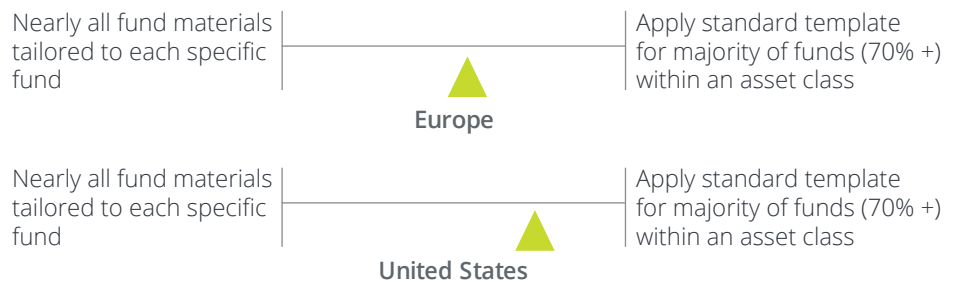 Nearly all fund materials
tailored to each specific
fund
Apply standard template
for majority of funds (70% +)
within an asset class
Europe
Nearly all fund materials
tailored to each specific
fund
Apply standard template
for majority of funds (70% +)
within an asset class
United States